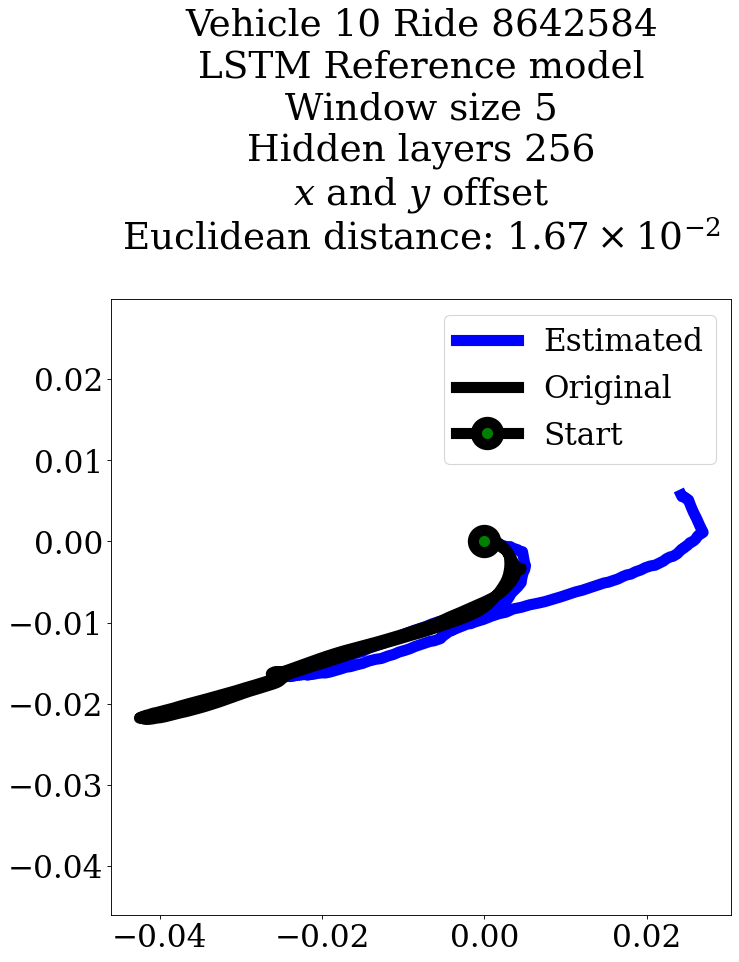 Vehicle 10 Ride 8642584
LSTM Reference model
Window size 5
Hidden layers 256
x and y offset
Euclidean distance: 1.67 × 10⁻²
Estimated
Original
Start
0.02
0.01
0.00
−0.01
−0.02
−0.03
−0.04
−0.04 −0.02 0.00 0.02